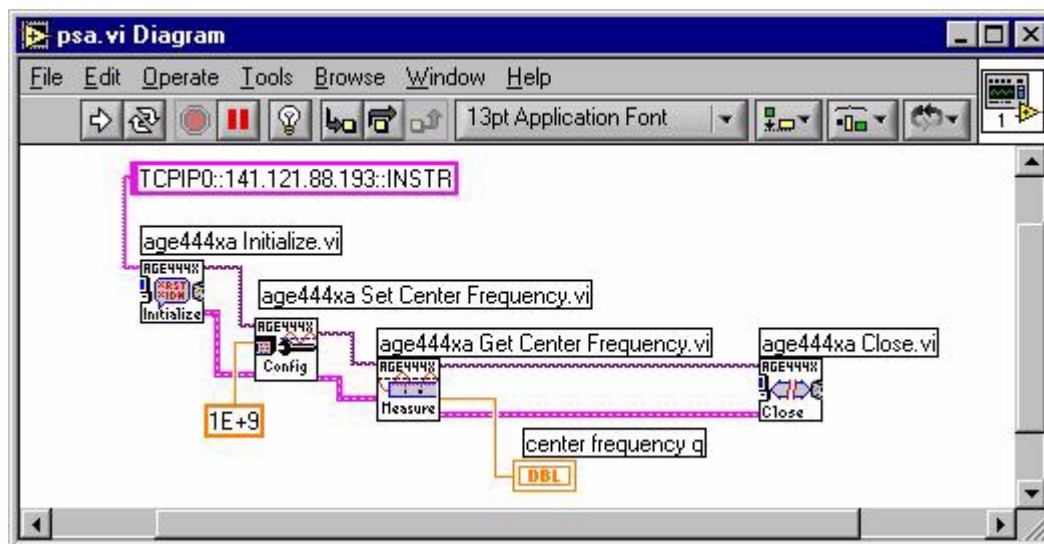 psa.vi Diagram
File Edit Operate Tools Browse Window Help
13pt Application Font
1
TCPIP0::141.121.88.193::INSTR
age444xa Initialize.vi
AGE444X
*RST
*IDN
Initialize
age444xa Set Center Frequency.vi
AGE444X
Config
1E+9
age444xa Get Center Frequency.vi
AGE444X
Measure
age444xa Close.vi
AGE444X
Close
center frequency q
DBL